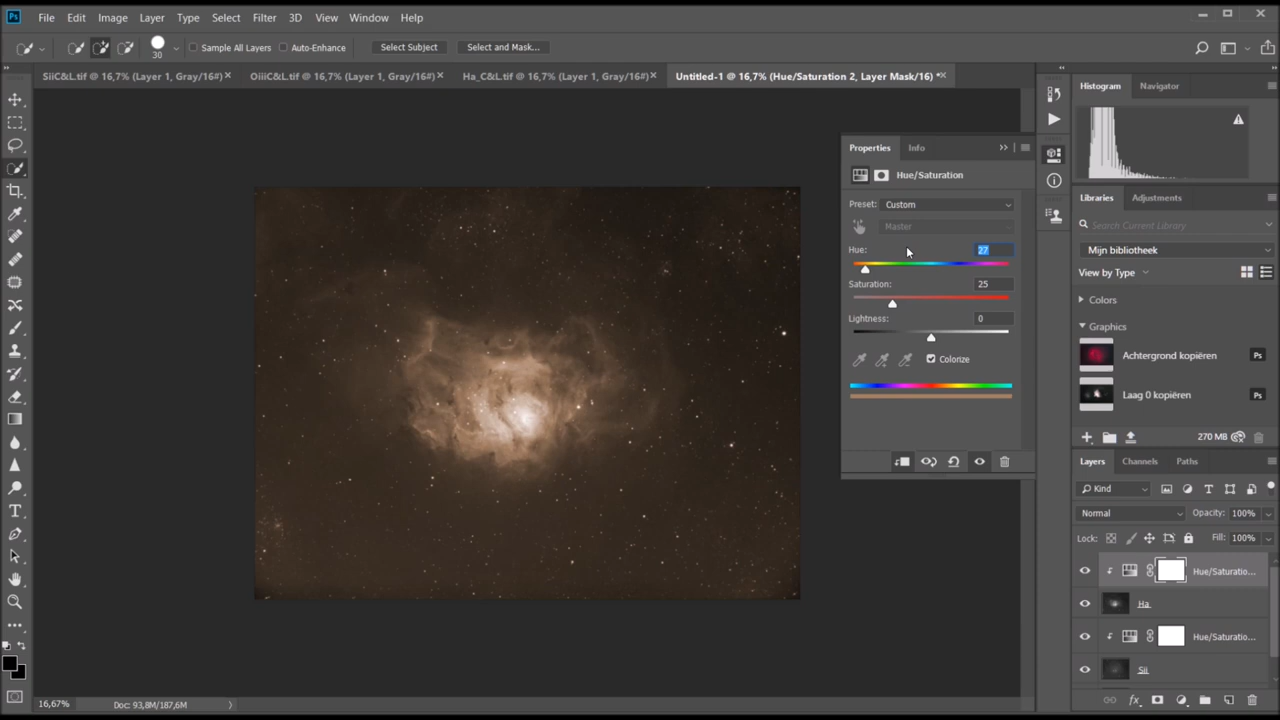 Ps File Edit Image Layer Type Select Filter 3D View Window Help
30 Sample All Layers Auto-Enhance Select Subject Select and Mask...
SiiC&L.tif @ 16,7% (Layer 1, Gray/16#) OiiiC&L.tif @ 16,7% (Layer 1, Gray/16#) Ha_C&L.tif @ 16,7% (Layer 1, Gray/16#) Untitled-1 @ 16,7% (Hue/Saturation 2, Layer Mask/16) *
Histogram Navigator
Properties Info
Hue/Saturation
Preset: Custom
Master
Hue: 27
Saturation: 25
Lightness: 0
Colorize
Libraries Adjustments
Search Current Library
Mijn bibliotheek
View by Type
Colors
Graphics
Achtergrond kopiëren Ps
Laag 0 kopiëren Ps
270 MB
Layers Channels Paths
Kind
Normal Opacity: 100%
Lock: Fill: 100%
Hue/Saturatio...
Ha
Hue/Saturatio...
Sii
16,67% Doc: 93,8M/187,6M